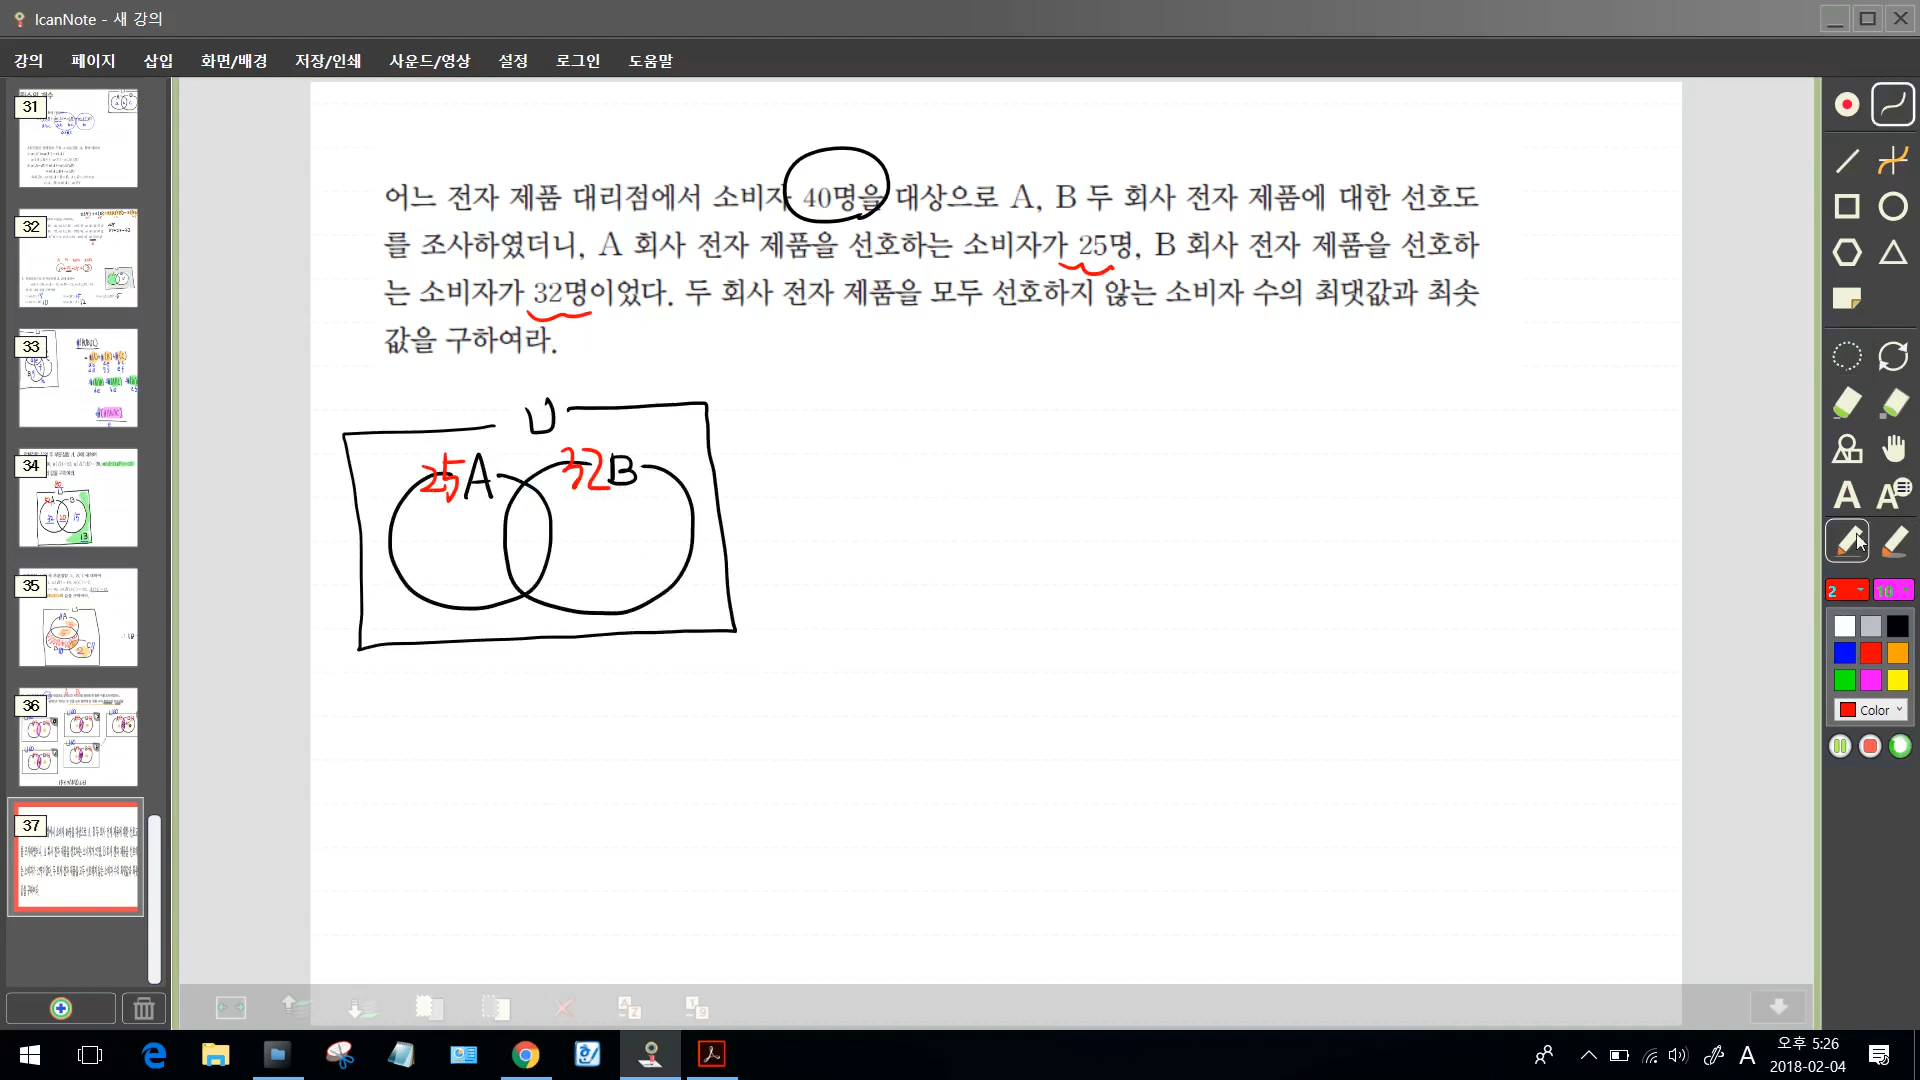 IcanNote - 새 강의
강의 페이지 삽입 화면/배경 저장/인쇄 사운드/영상 설정 로그인 도움말
31
32
33
34
35
36
37
어느 전자 제품 대리점에서 소비자 40명을 대상으로 A, B 두 회사 전자 제품에 대한 선호도
를 조사하였더니, A 회사 전자 제품을 선호하는 소비자가 25명, B 회사 전자 제품을 선호하
는 소비자가 32명이었다. 두 회사 전자 제품을 모두 선호하지 않는 소비자 수의 최댓값과 최솟
값을 구하여라.
U
25 A 32 B
2 10
Color
A
오후 5:26
2018-02-04